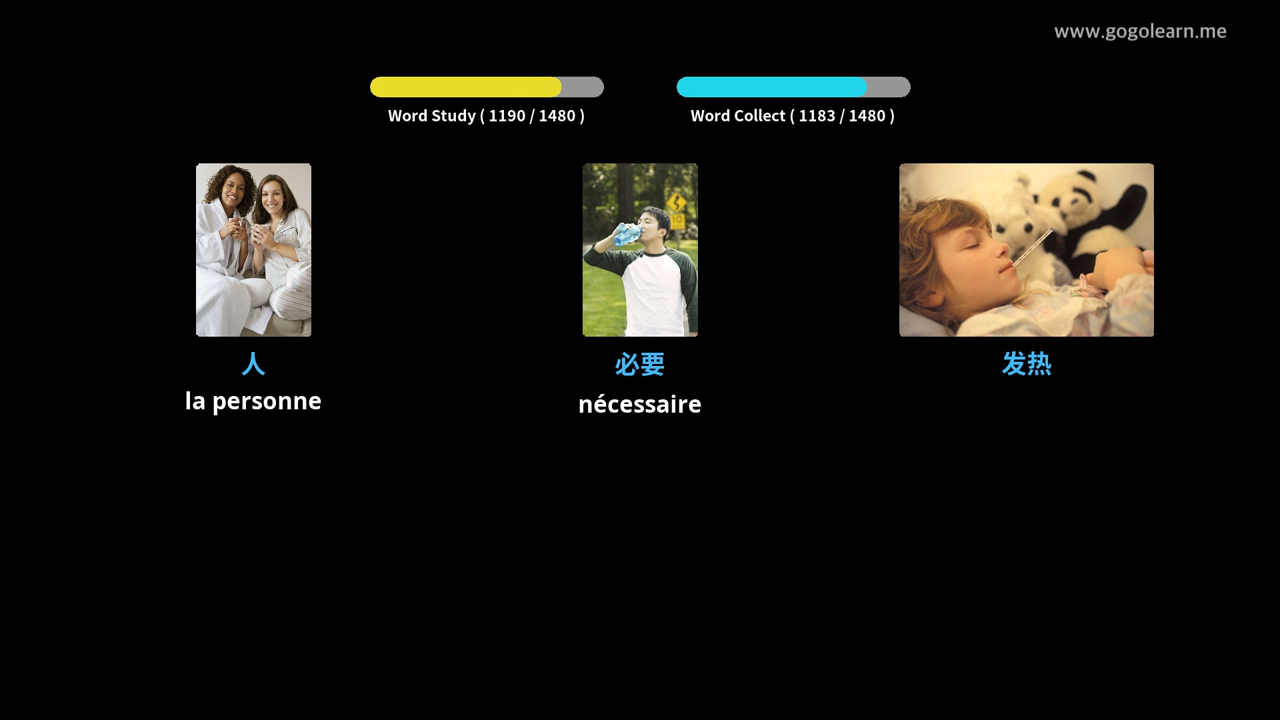 www.gogolearn.me
Word Study ( 1190 / 1480 )
Word Collect ( 1183 / 1480 )
人
必要
发热
la personne
nécessaire